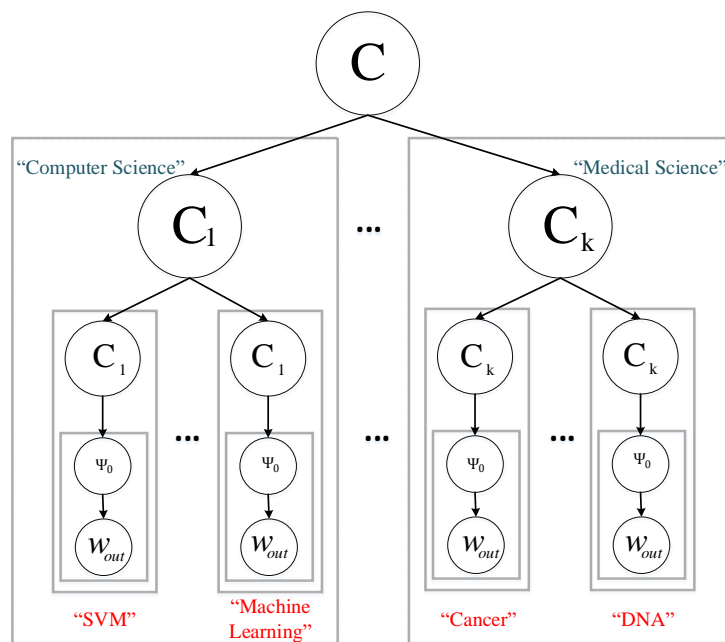 C
“Computer Science”
“Medical Science”
C1
...
Ck
C1
C1
Ck
Ck
...
...
...
Ψ0
Ψ0
Ψ0
Ψ0
wout
wout
wout
wout
“SVM”
“Machine
Learning”
“Cancer”
“DNA”